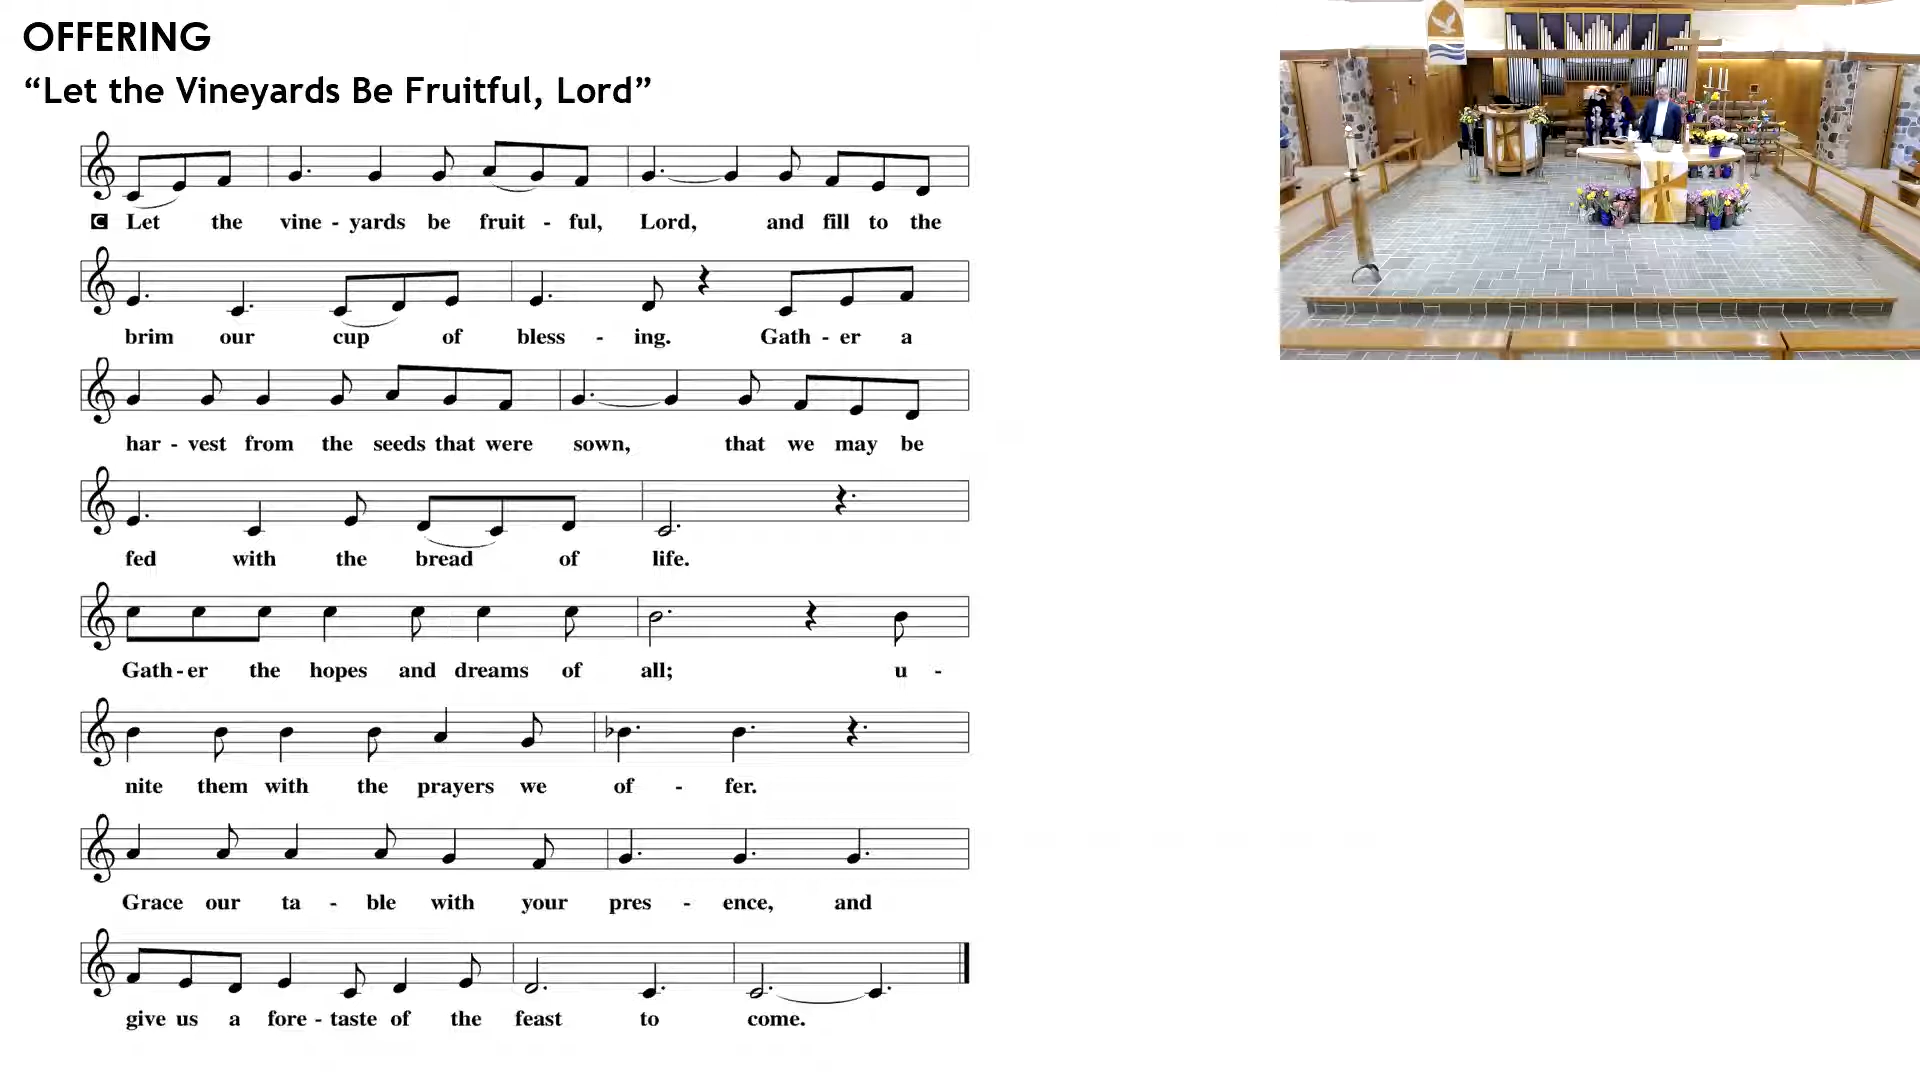 OFFERING
“Let the Vineyards Be Fruitful, Lord”
C Let the vine - yards be fruit - ful, Lord, and fill to the
brim our cup of bless - ing. Gath - er a
har - vest from the seeds that were sown, that we may be
fed with the bread of life.
Gath - er the hopes and dreams of all; u -
nite them with the prayers we of - fer.
Grace our ta - ble with your pres - ence, and
give us a fore - taste of the feast to come.